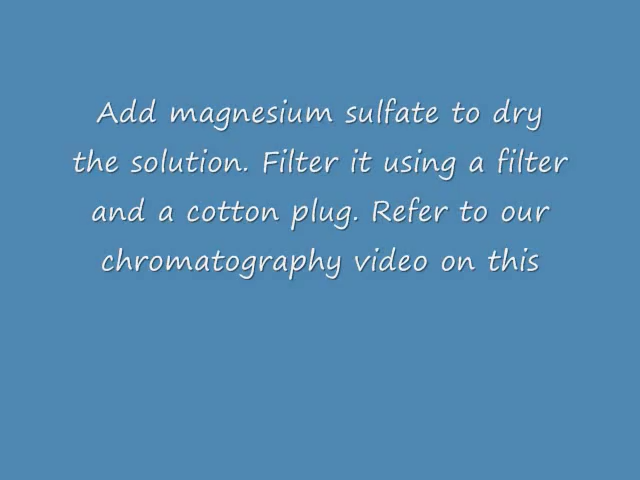 Add magnesium sulfate to dry
the solution. Filter it using a filter
and a cotton plug. Refer to our
chromatography video on this